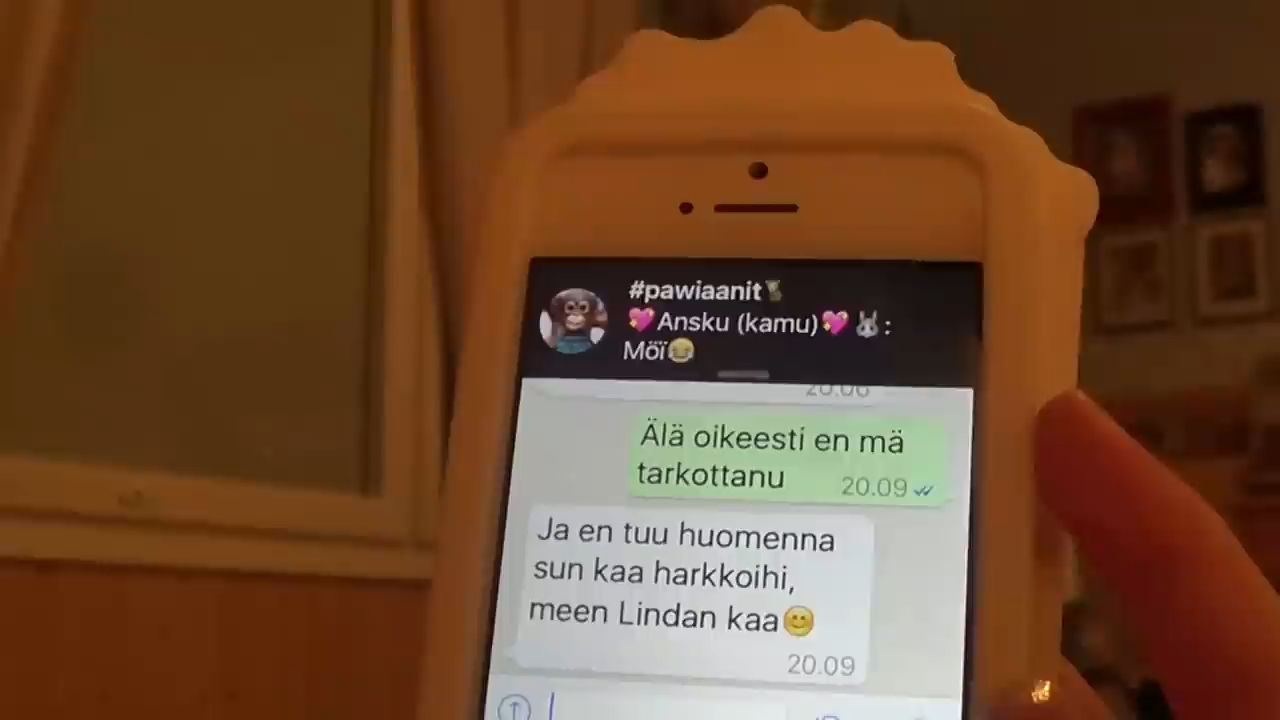 #pawiaanit
💖Ansku (kamu)💖🐰:
Möï😂
20.06
Älä oikeesti en mä
tarkottanu 20.09
Ja en tuu huomenna
sun kaa harkkoihi,
meen Lindan kaa😊
20.09